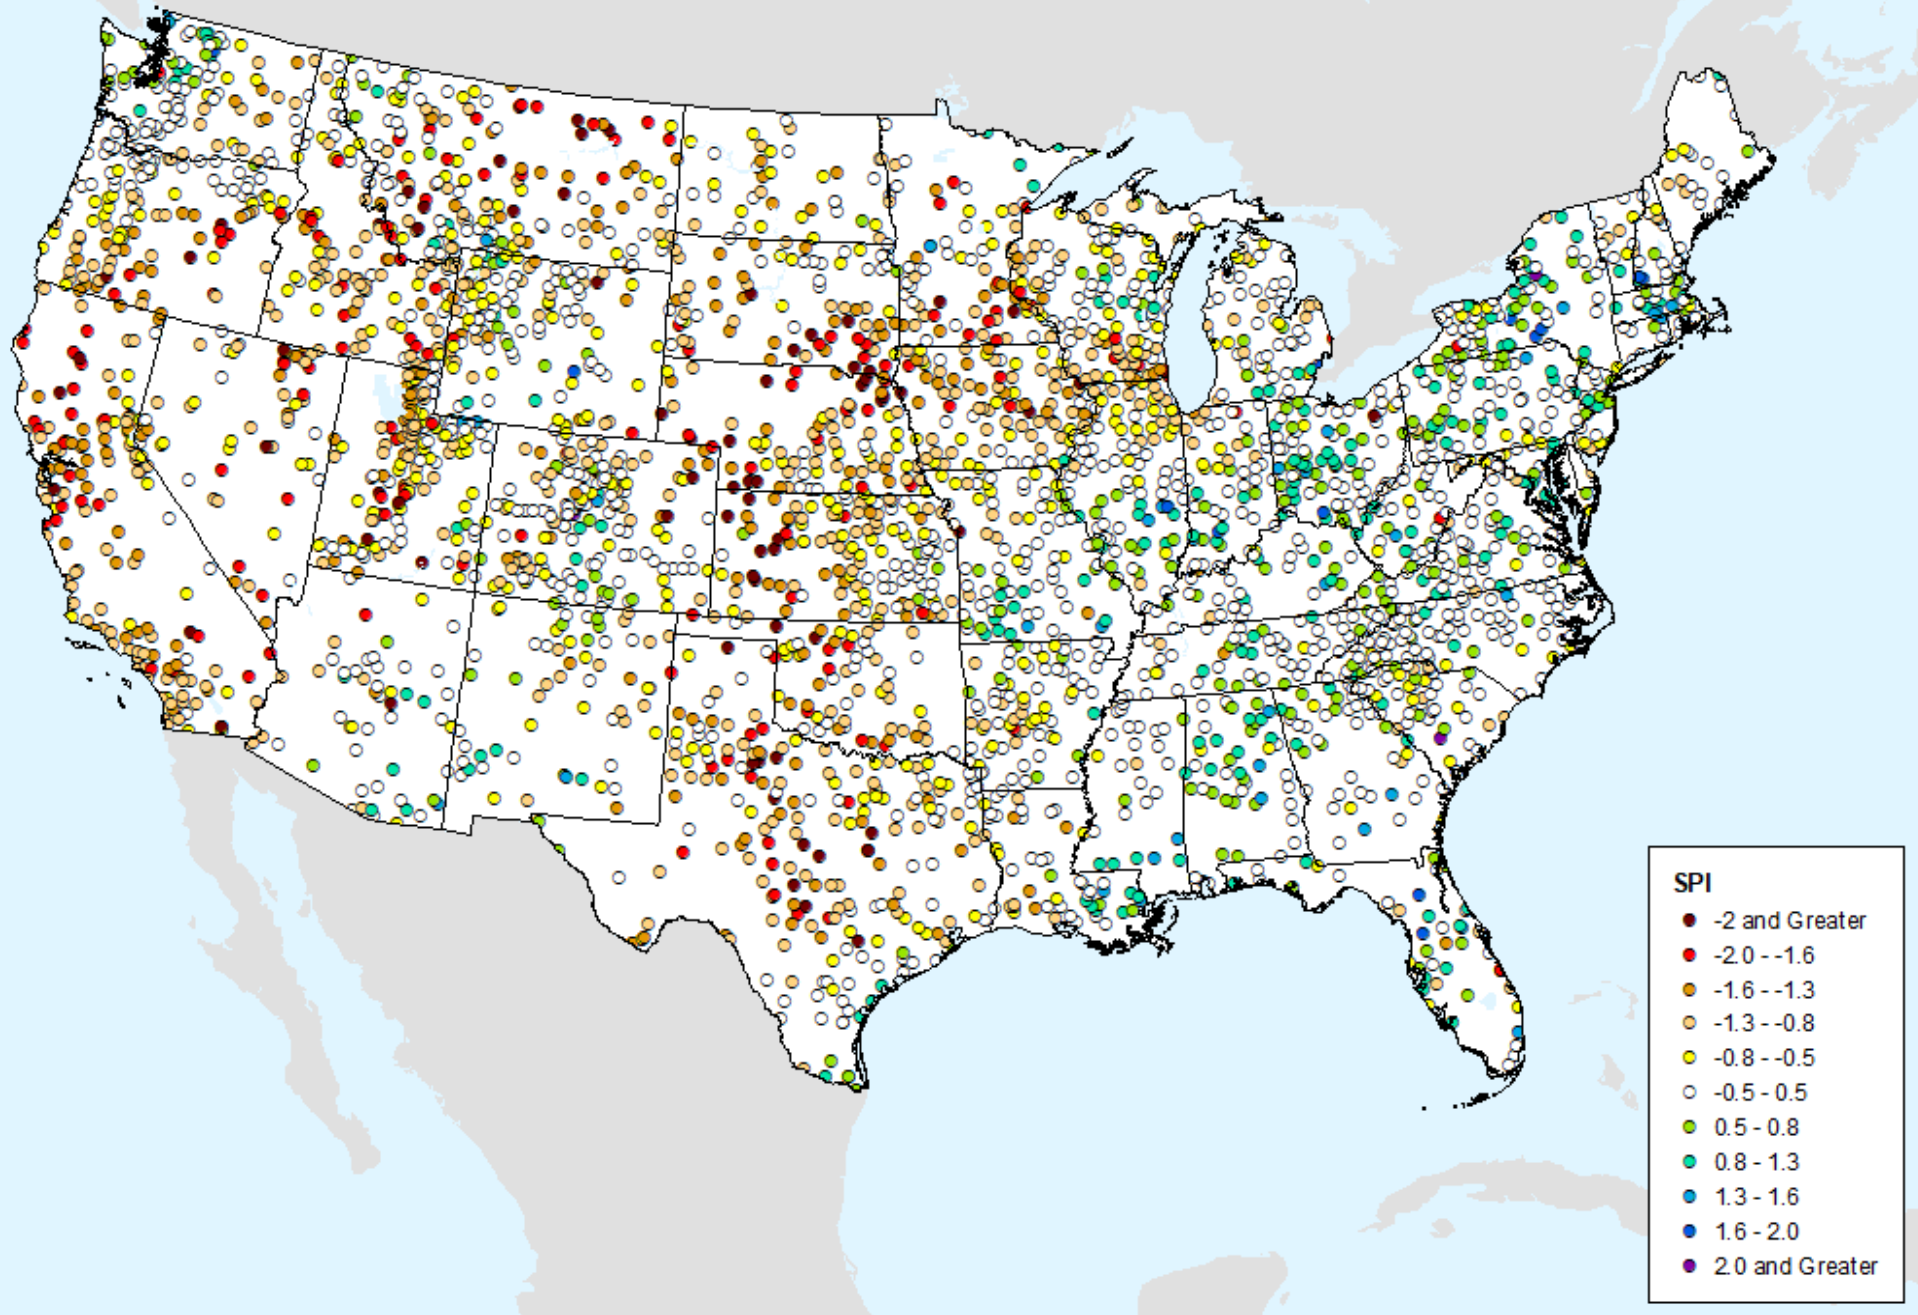 SPI
-2 and Greater
-2.0 - -1.6
-1.6 - -1.3
-1.3 - -0.8
-0.8 - -0.5
-0.5 - 0.5
0.5 - 0.8
0.8 - 1.3
1.3 - 1.6
1.6 - 2.0
2.0 and Greater